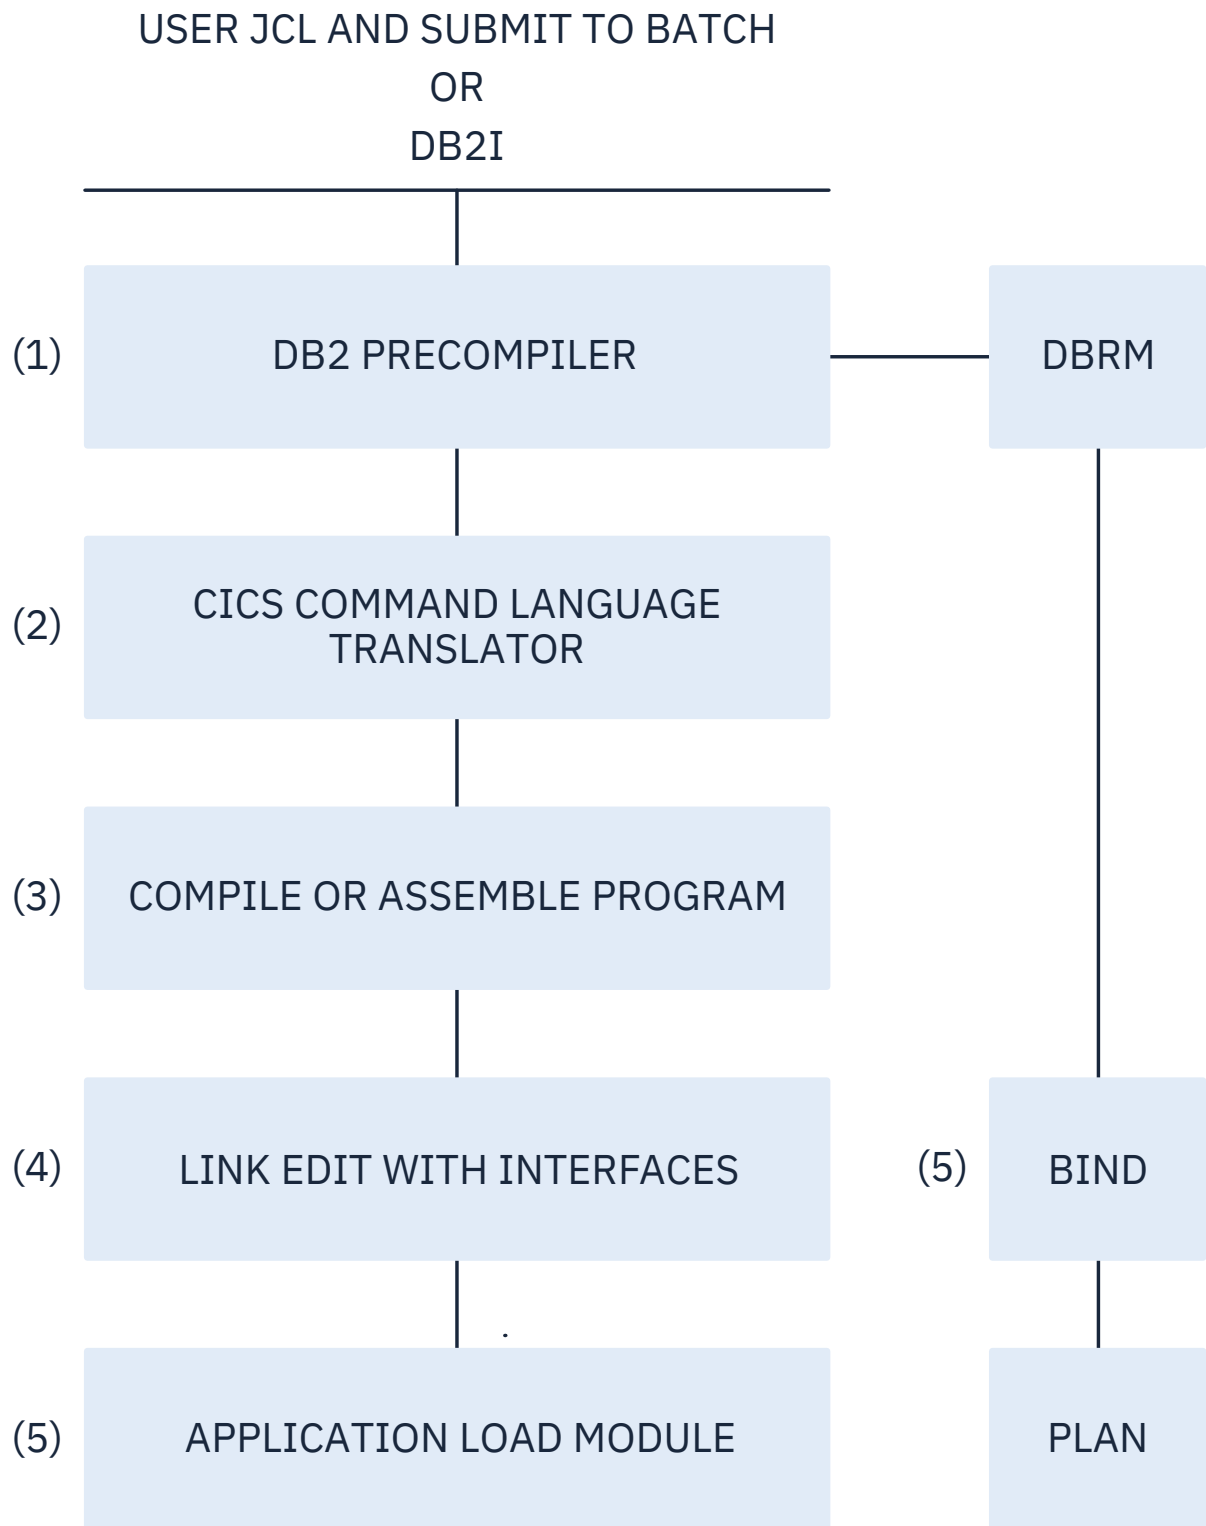 USER JCL AND SUBMIT TO BATCH
OR
DB2I
(1)
DB2 PRECOMPILER
DBRM
(2)
CICS COMMAND LANGUAGE
TRANSLATOR
(3)
COMPILE OR ASSEMBLE PROGRAM
(4)
LINK EDIT WITH INTERFACES
(5)
BIND
(5)
APPLICATION LOAD MODULE
PLAN